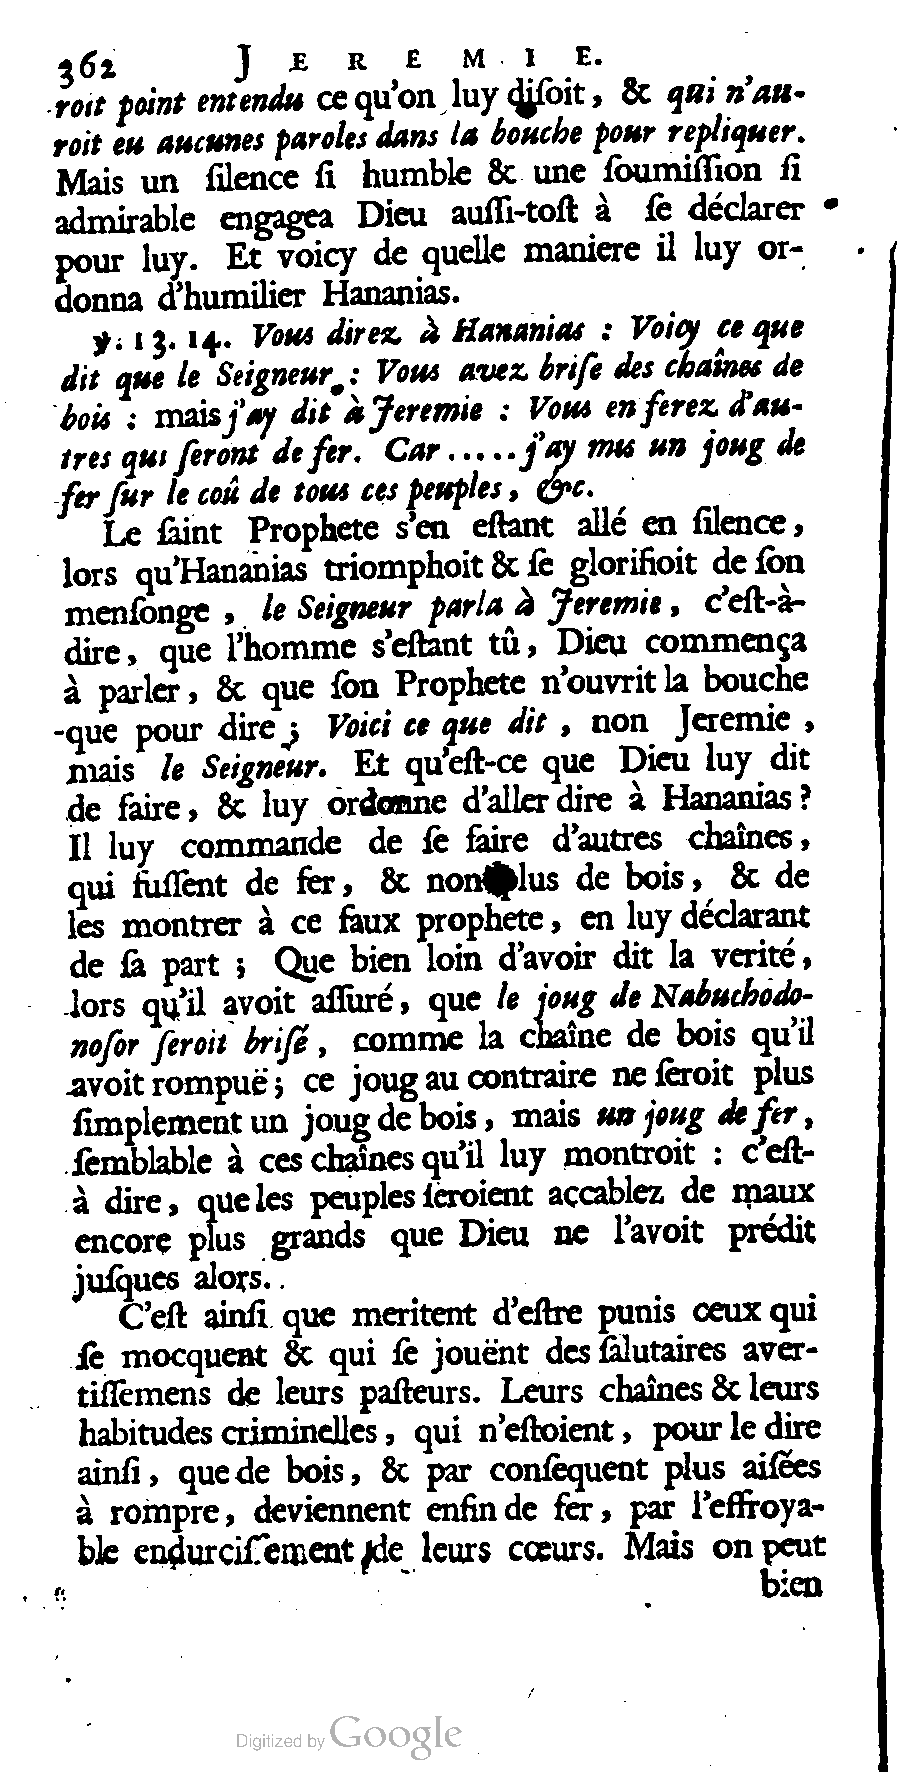 362 JEREMIE.
roit point entendu ce qu'on luy diſoit, & qui n'au-
roit eu aucunes paroles dans la bouche pour repliquer.
Mais un ſilence ſi humble & une ſoumiſſion ſi
admirable engagea Dieu auſſi-toſt à ſe déclarer
pour luy. Et voicy de quelle maniere il luy or-
donna d'humilier Hananias.
℣. 13. 14. Vous direz à Hananias : Voicy ce que
dit que le Seigneur : Vous avez briſe des chaînes de
bois : mais j'ay dit à Jeremie : Vous en ferez d'au-
tres qui ſeront de fer. Car ..... j'ay mus un joug de
fer ſur le coû de tous ces peuples, &c.
Le ſaint Prophete s'en eſtant allé en ſilence,
lors qu'Hananias triomphoit & ſe glorifioit de ſon
menſonge, le Seigneur parla à Jeremie, c'eſt-à-
dire, que l'homme s'eſtant tû, Dieu commença
à parler, & que ſon Prophete n'ouvrit la bouche
que pour dire ; Voici ce que dit, non Jeremie,
mais le Seigneur. Et qu'eſt-ce que Dieu luy dit
de faire, & luy ordonne d'aller dire à Hananias ?
Il luy commande de ſe faire d'autres chaînes,
qui fuſſent de fer, & non plus de bois, & de
les montrer à ce faux prophete, en luy déclarant
de ſa part ; Que bien loin d'avoir dit la verité,
lors qu'il avoit aſſuré, que le joug de Nabuchodo-
noſor ſeroit briſé, comme la chaîne de bois qu'il
avoit rompuë ; ce joug au contraire ne ſeroit plus
ſimplement un joug de bois, mais un joug de fer,
ſemblable à ces chaînes qu'il luy montroit : c'eſt-
à dire, que les peuples ſeroient accablez de maux
encore plus grands que Dieu ne l'avoit prédit
juſques alors.
C'eſt ainſi que meritent d'eſtre punis ceux qui
ſe mocquent & qui ſe jouënt des ſalutaires aver-
tiſſemens de leurs paſteurs. Leurs chaînes & leurs
habitudes criminelles, qui n'eſtoient, pour le dire
ainſi, que de bois, & par conſequent plus aiſées
à rompre, deviennent enfin de fer, par l'effroya-
ble endurciſſement de leurs cœurs. Mais on peut
bien
Digitized by Google